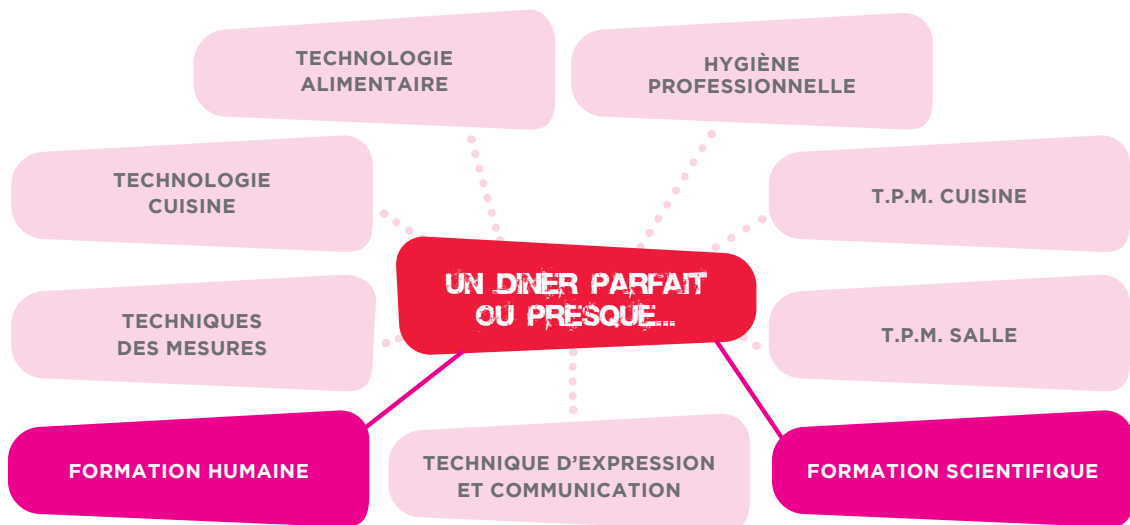 TECHNOLOGIE
ALIMENTAIRE
HYGIÈNE
PROFESSIONNELLE
TECHNOLOGIE
CUISINE
T.P.M. CUISINE
UN DINER PARFAIT
OU PRESQUE...
TECHNIQUES
DES MESURES
T.P.M. SALLE
FORMATION HUMAINE
TECHNIQUE D'EXPRESSION
ET COMMUNICATION
FORMATION SCIENTIFIQUE